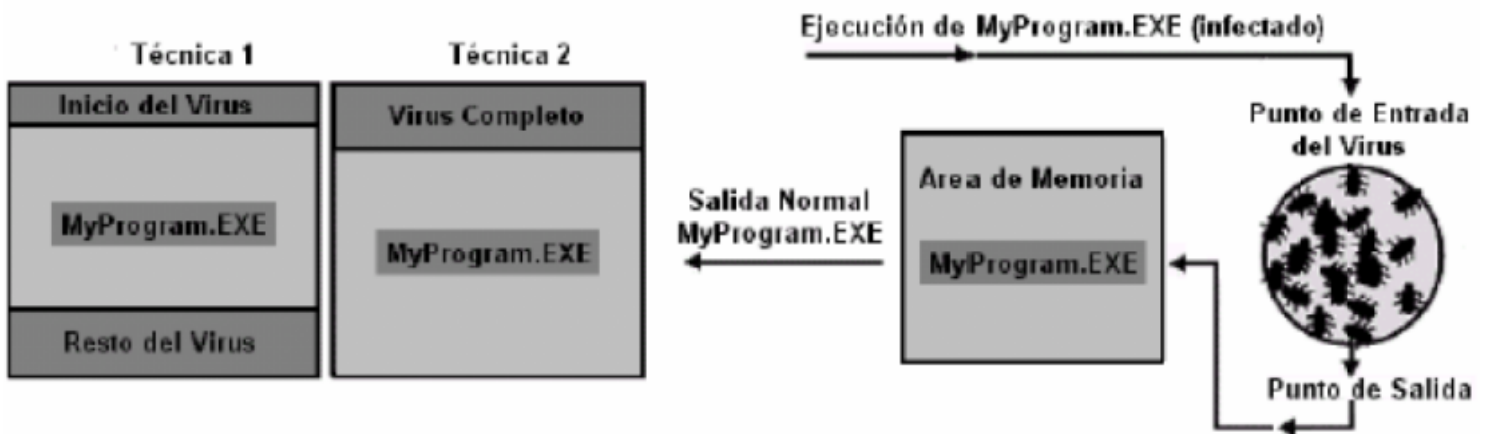 Técnica 1
Inicio del Virus
MyProgram.EXE
Resto del Virus
Técnica 2
Virus Completo
MyProgram.EXE
Ejecución de MyProgram.EXE (infectado)
Punto de Entrada
del Virus
Area de Memoria
MyProgram.EXE
Salida Normal
MyProgram.EXE
Punto de Salida